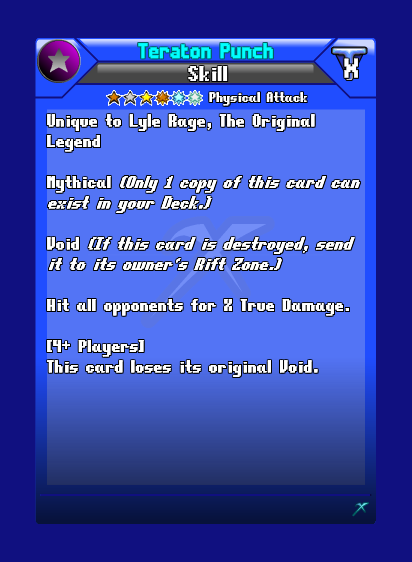 Teraton Punch
X
Skill
Physical Attack
Unique to Lyle Rage, The Original
Legend
Mythical (Only 1 copy of this card can
exist in your Deck.)
Void (If this card is destroyed, send
it to its owner's Rift Zone.)
Hit all opponents for X True Damage.
[4+ Players]
This card loses its original Void.